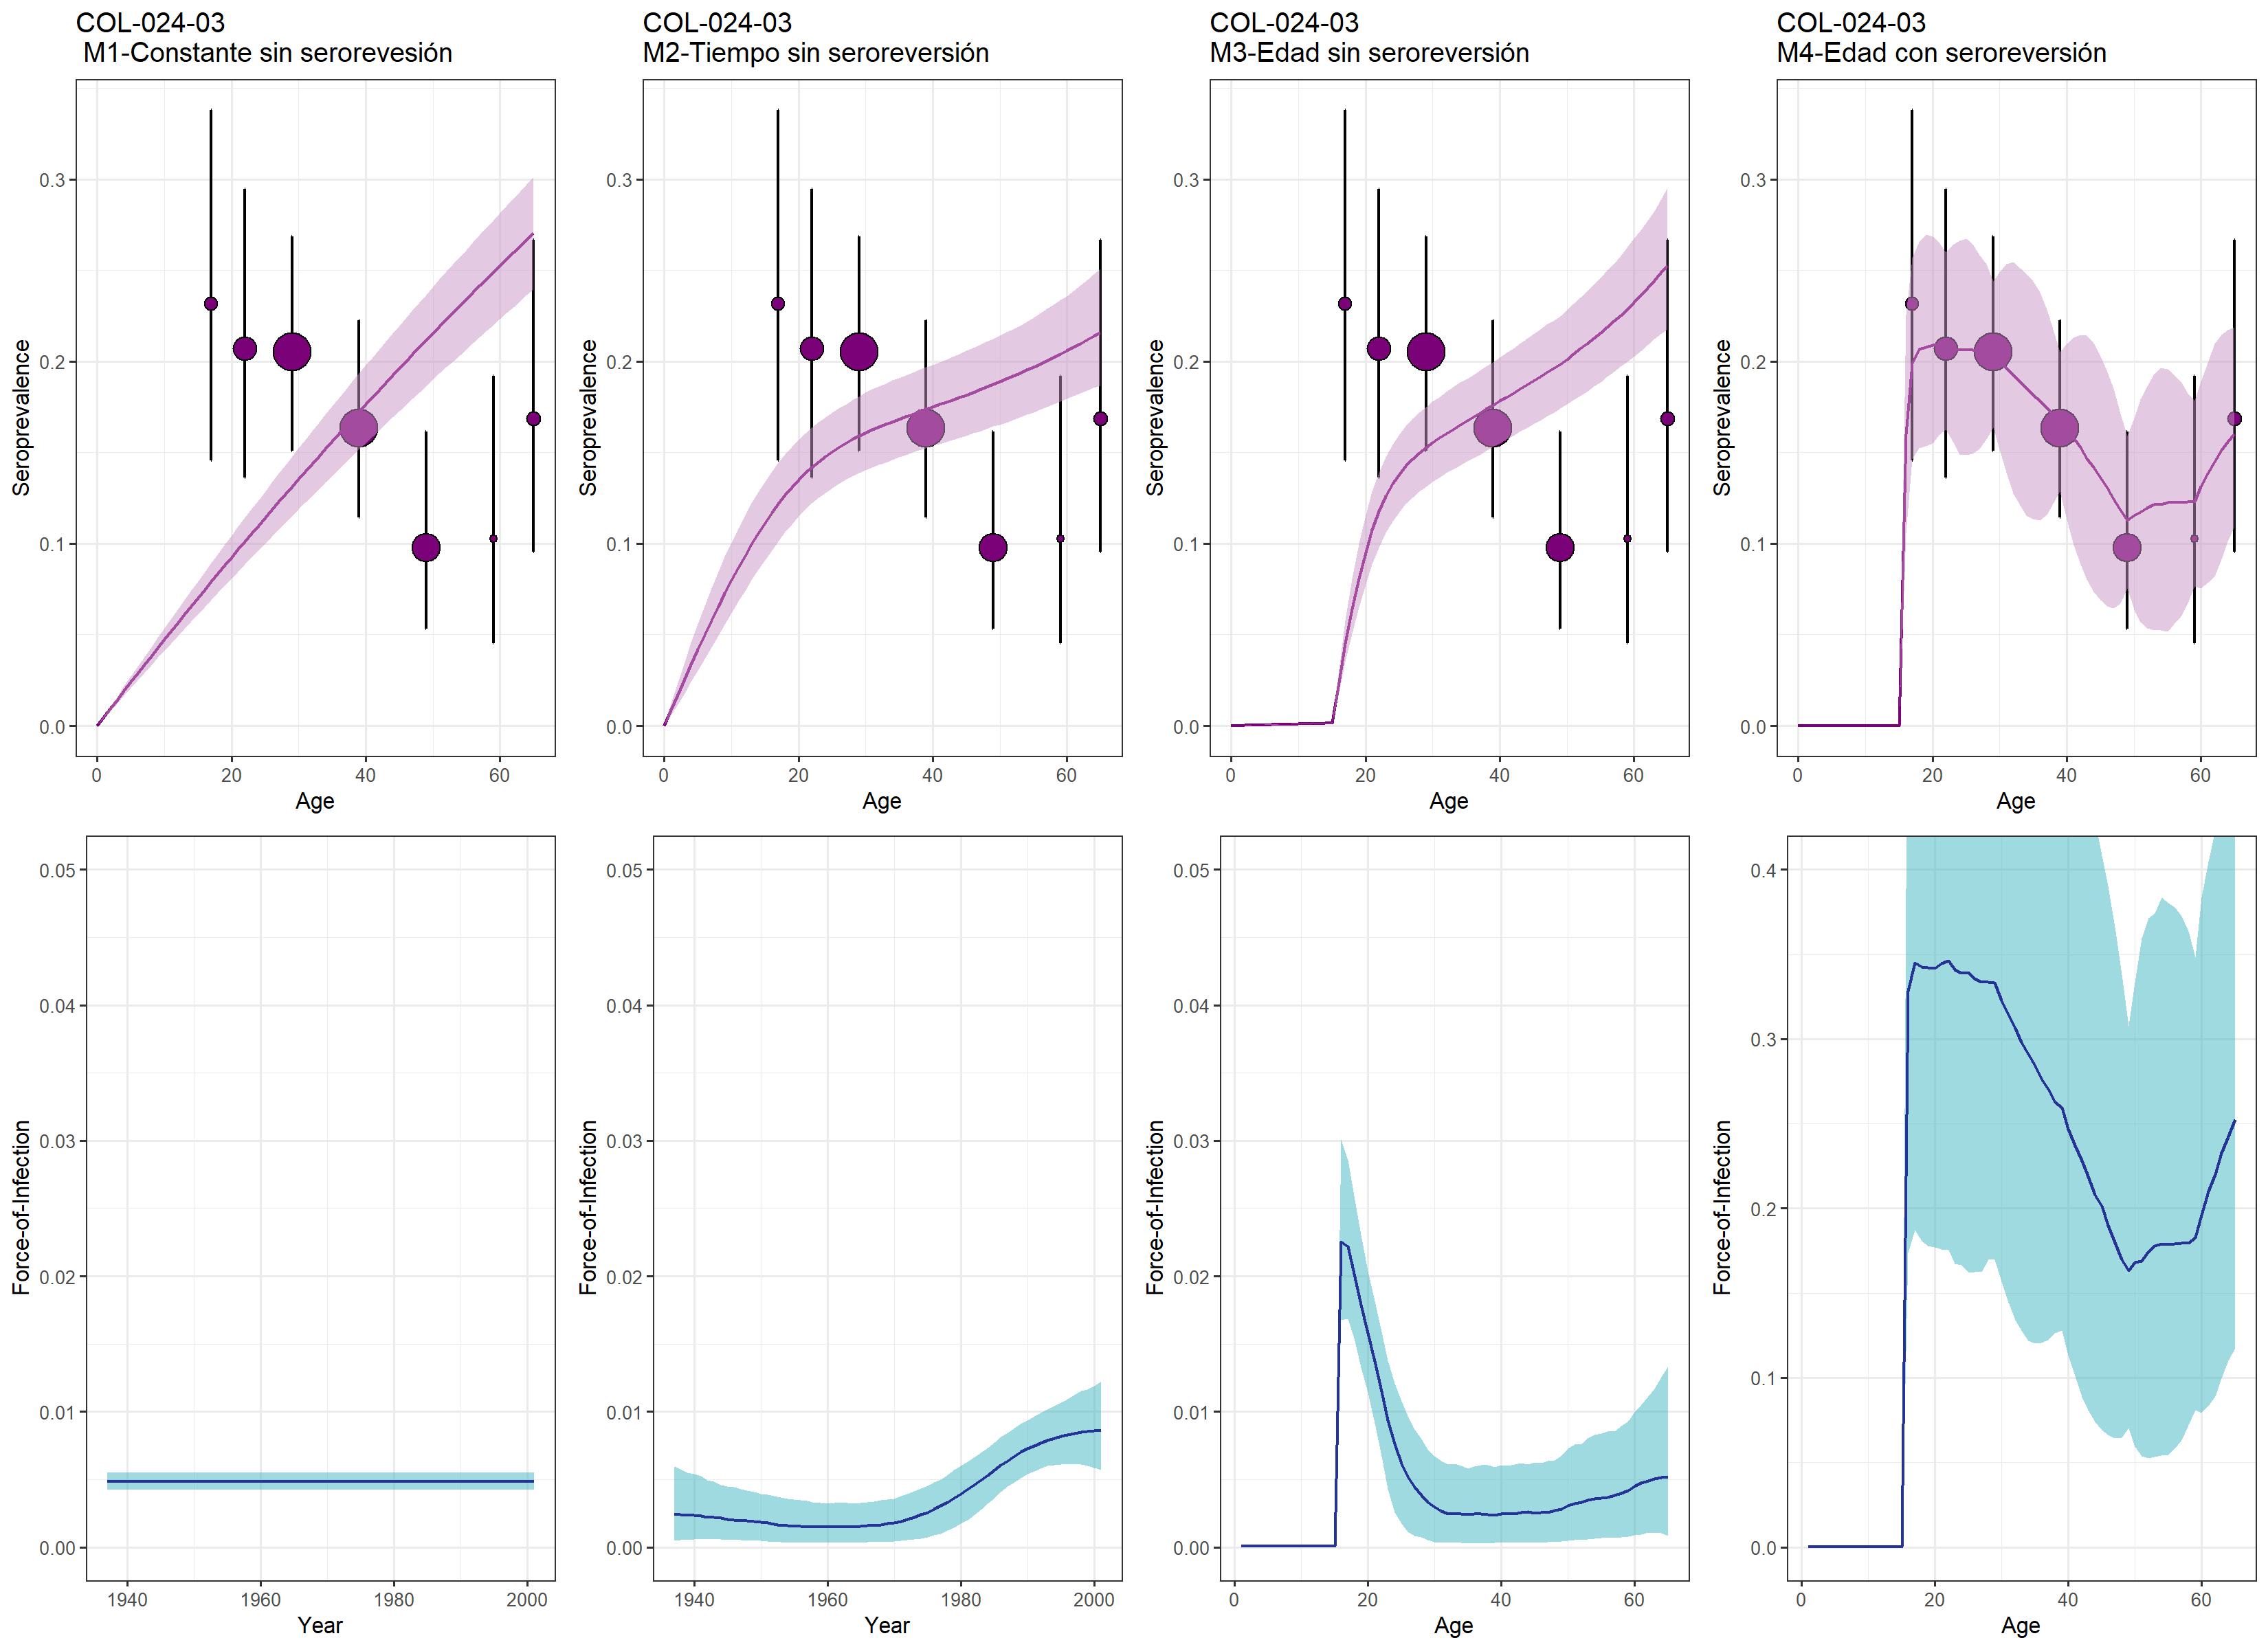 COL-024-03
M1-Constante sin serorevesión
COL-024-03
M2-Tiempo sin seroreversión
COL-024-03
M3-Edad sin seroreversión
COL-024-03
M4-Edad con seroreversión
Seroprevalence
0.3
0.2
0.1
0.0
0 20 40 60
Age
Seroprevalence
0.3
0.2
0.1
0.0
0 20 40 60
Age
Seroprevalence
0.3
0.2
0.1
0.0
0 20 40 60
Age
Seroprevalence
0.3
0.2
0.1
0.0
0 20 40 60
Age
Force-of-Infection
0.05
0.04
0.03
0.02
0.01
0.00
1940 1960 1980 2000
Year
Force-of-Infection
0.05
0.04
0.03
0.02
0.01
0.00
1940 1960 1980 2000
Year
Force-of-Infection
0.05
0.04
0.03
0.02
0.01
0.00
0 20 40 60
Age
Force-of-Infection
0.4
0.3
0.2
0.1
0.0
0 20 40 60
Age